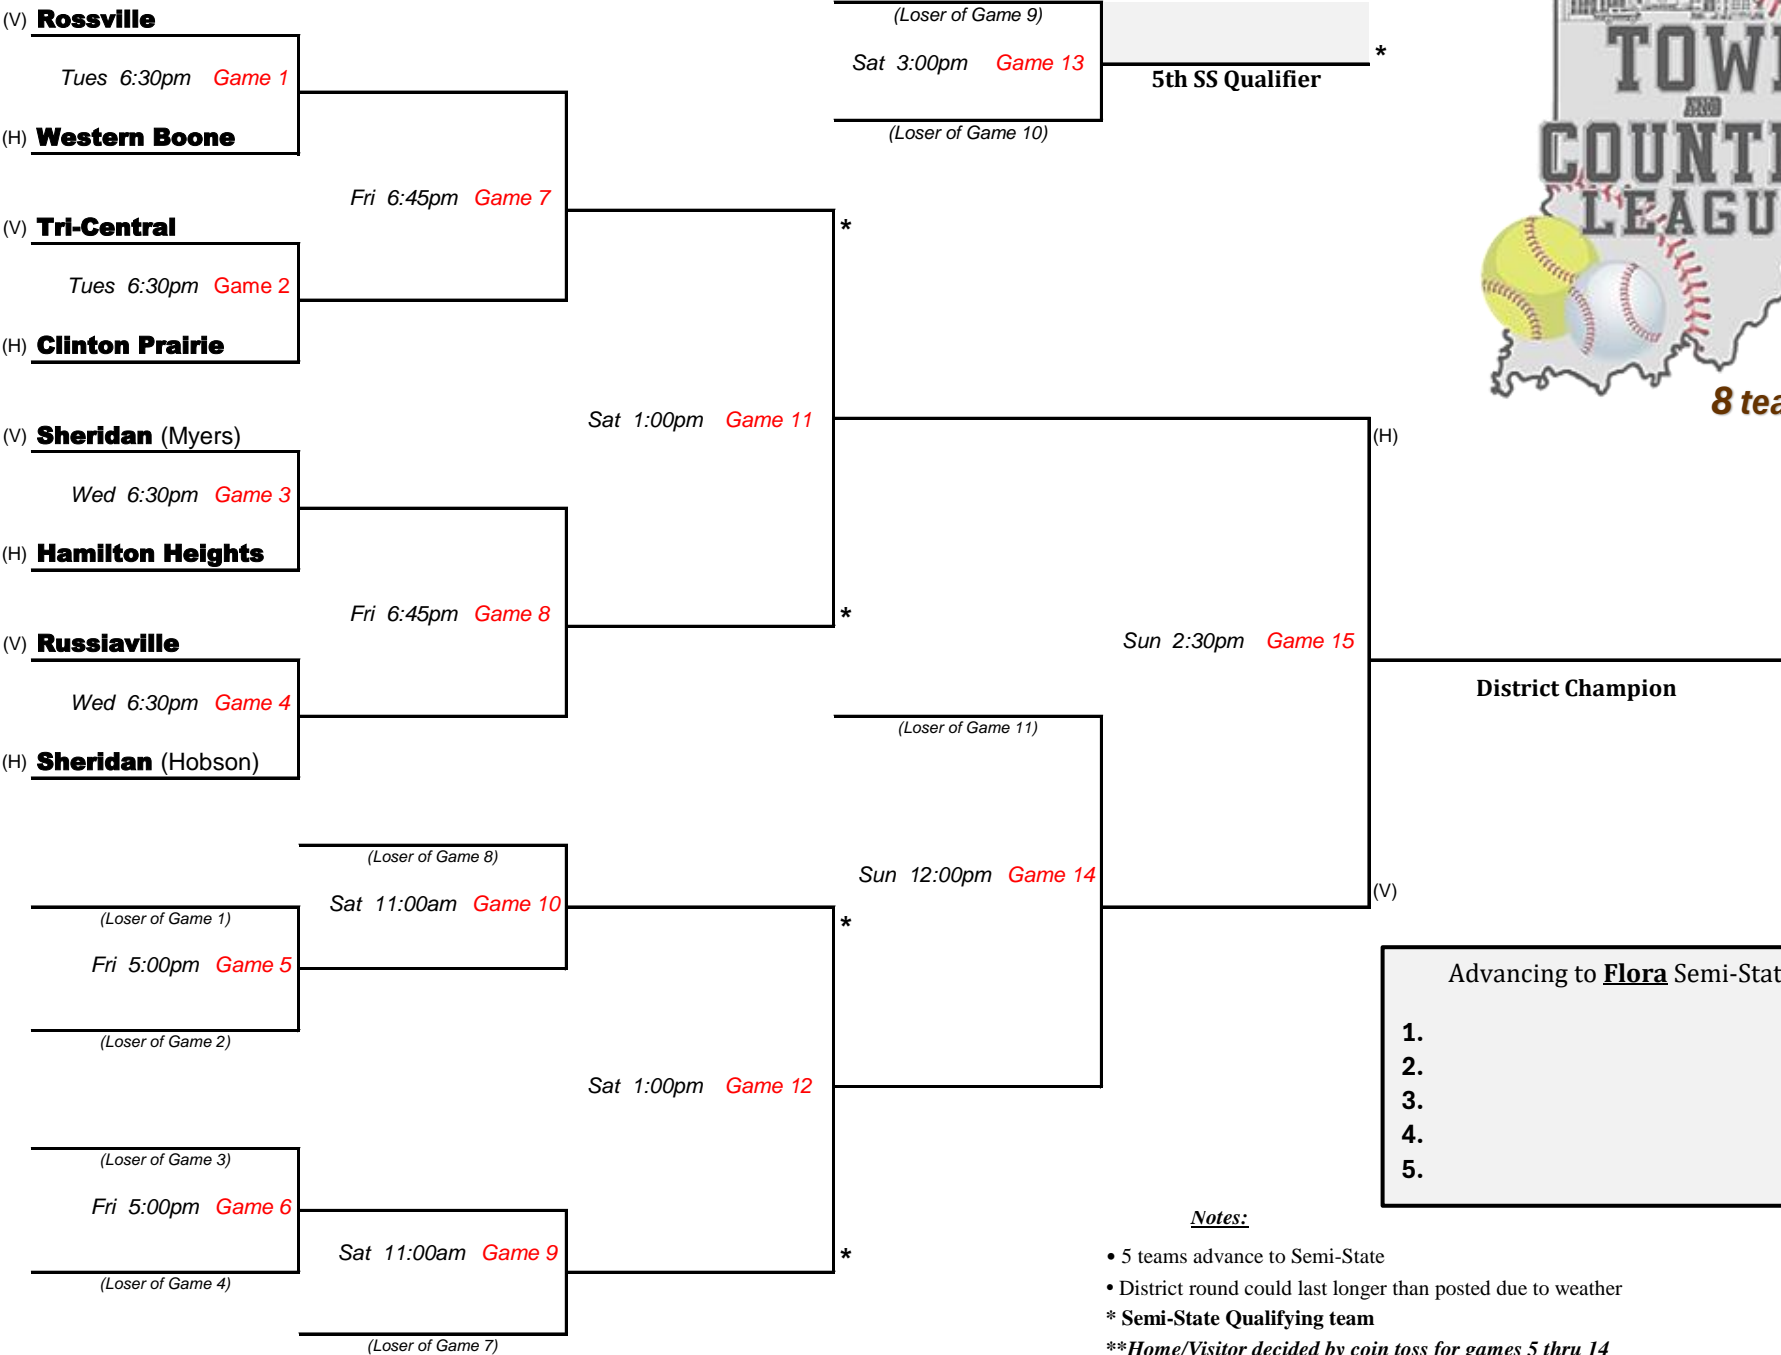 (V) Rossville
Tues 6:30pm Game 1
(H) Western Boone
Fri 6:45pm Game 7
(V) Tri-Central
Tues 6:30pm Game 2
(H) Clinton Prairie
Sat 1:00pm Game 11
(V) Sheridan (Myers)
Wed 6:30pm Game 3
(H) Hamilton Heights
Fri 6:45pm Game 8
(V) Russiaville
Wed 6:30pm Game 4
(H) Sheridan (Hobson)
(Loser of Game 9)
Sat 3:00pm Game 13
(Loser of Game 10)
*
5th SS Qualifier
*
*
(H)
Sun 2:30pm Game 15
(V)
District Champion
(Loser of Game 11)
Sun 12:00pm Game 14
(Loser of Game 8)
Sat 11:00am Game 10
(Loser of Game 1)
Fri 5:00pm Game 5
(Loser of Game 2)
*
Sat 1:00pm Game 12
(Loser of Game 3)
Fri 5:00pm Game 6
(Loser of Game 4)
Sat 11:00am Game 9
(Loser of Game 7)
*
TOW
AND
COUNT
LEAGU
8 tea
Advancing to Flora Semi-Stat
1.
2.
3.
4.
5.
Notes:
• 5 teams advance to Semi-State
• District round could last longer than posted due to weather
* Semi-State Qualifying team
**Home/Visitor decided by coin toss for games 5 thru 14